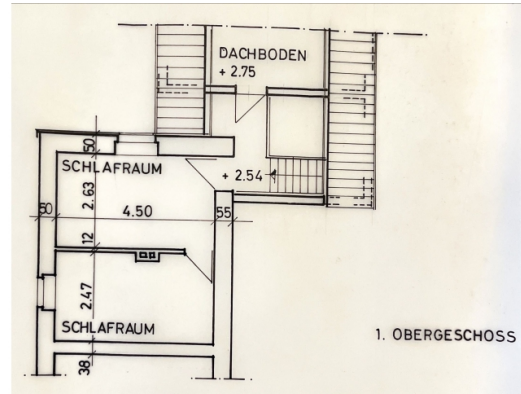 DACHBODEN
+ 2.75
50
SCHLAFRAUM
2.63
+ 2.54
50
4.50
55
12
2.47
SCHLAFRAUM
1. OBERGESCHOSS
38